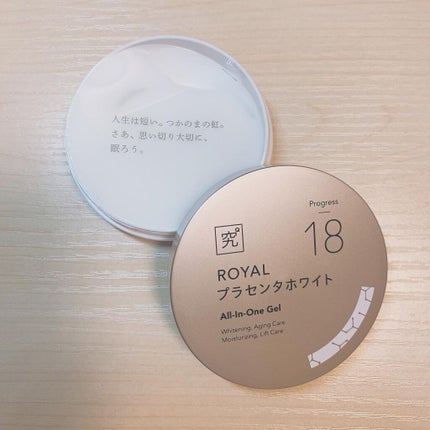 人生は短い。つかのまの虹。
さあ、思い切り大切に、
眠ろう。
Progress
18
究
ROYAL
プラセンタホワイト
All-In-One Gel
Whitening, Aging Care
Moisturizing, Lift Care